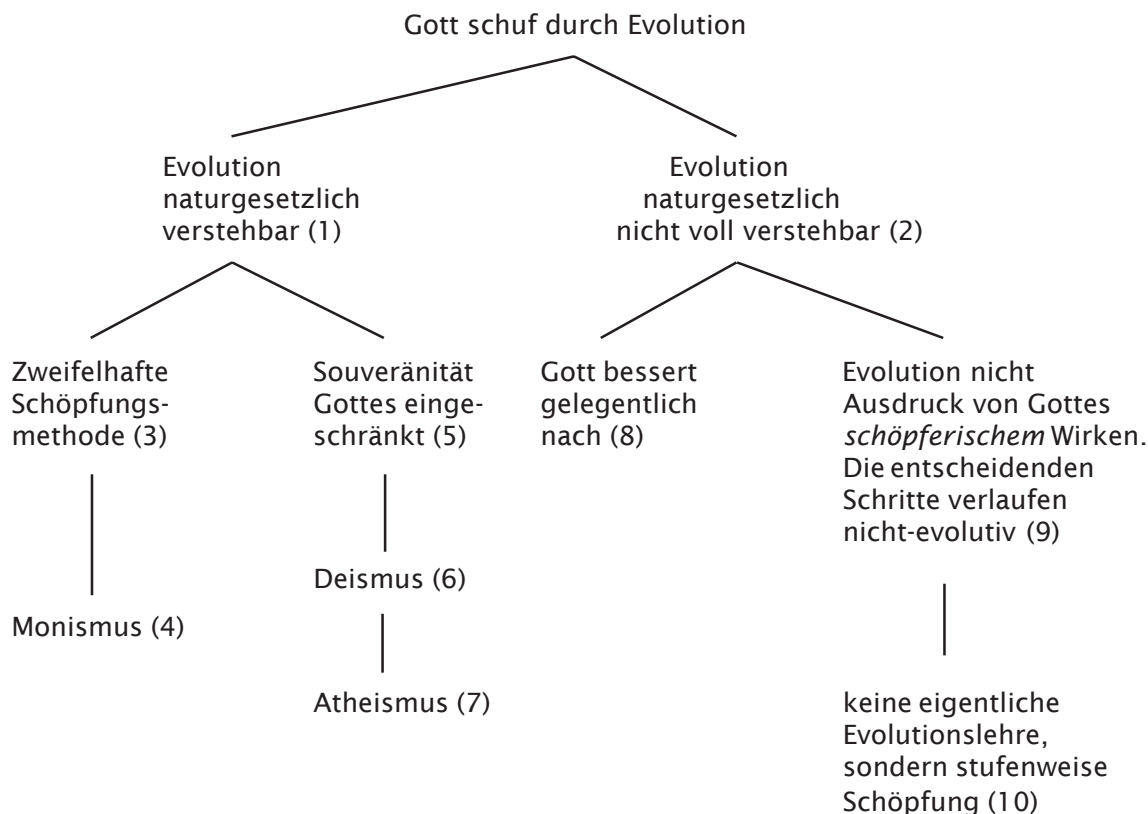 Gott schuf durch Evolution
Evolution
naturgesetzlich
verstehbar (1)
Evolution
naturgesetzlich
nicht voll verstehbar (2)
Zweifelhafte
Schöpfungs-
methode (3)
Souveränität
Gottes einge-
schränkt (5)
Gott bessert
gelegentlich
nach (8)
Evolution nicht
Ausdruck von Gottes
schöpferischem Wirken.
Die entscheidenden
Schritte verlaufen
nicht-evolutiv (9)
Monismus (4)
Deismus (6)
Atheismus (7)
keine eigentliche
Evolutionslehre,
sondern stufenweise
Schöpfung (10)